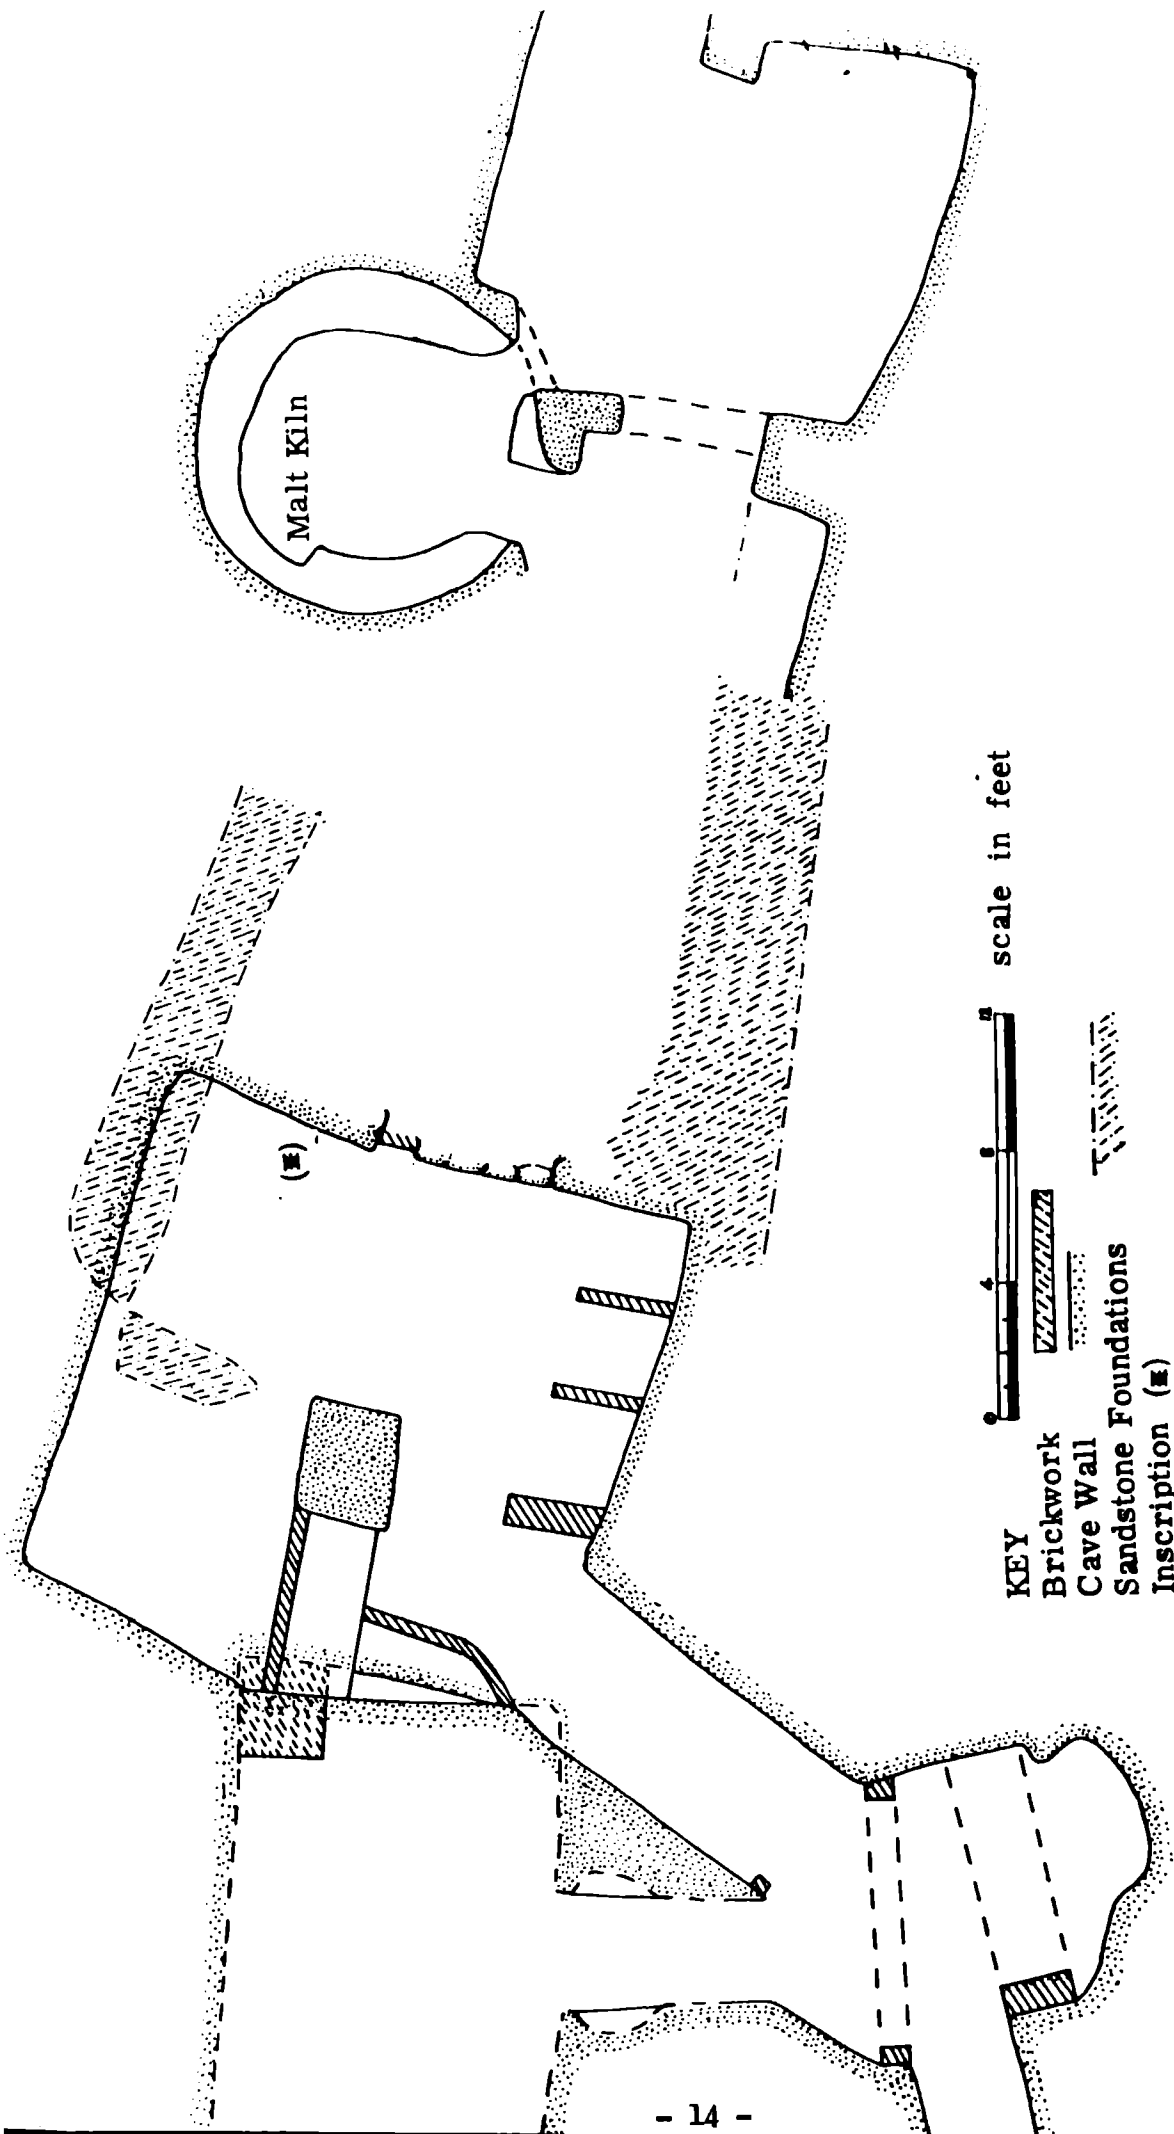 Malt Kiln
(≡)
0 4 8 12 scale in feet
KEY
Brickwork
Cave Wall
Sandstone Foundations
Inscription (≡)
- 14 -